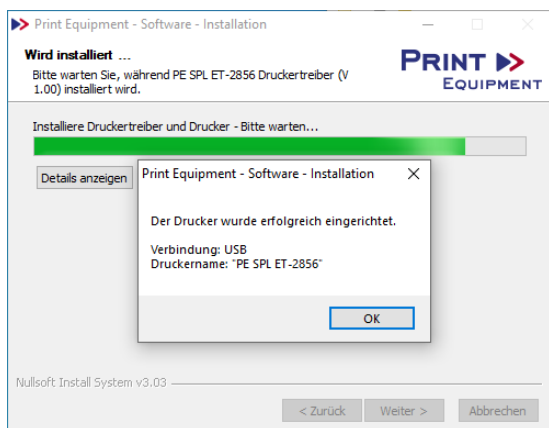 Print Equipment - Software - Installation
Wird installiert ...
Bitte warten Sie, während PE SPL ET-2856 Druckertreiber (V
1.00) installiert wird.
PRINT
EQUIPMENT
Installiere Druckertreiber und Drucker - Bitte warten...
Details anzeigen
Print Equipment - Software - Installation
Der Drucker wurde erfolgreich eingerichtet.
Verbindung: USB
Druckername: "PE SPL ET-2856"
OK
Nullsoft Install System v3.03
< Zurück
Weiter >
Abbrechen